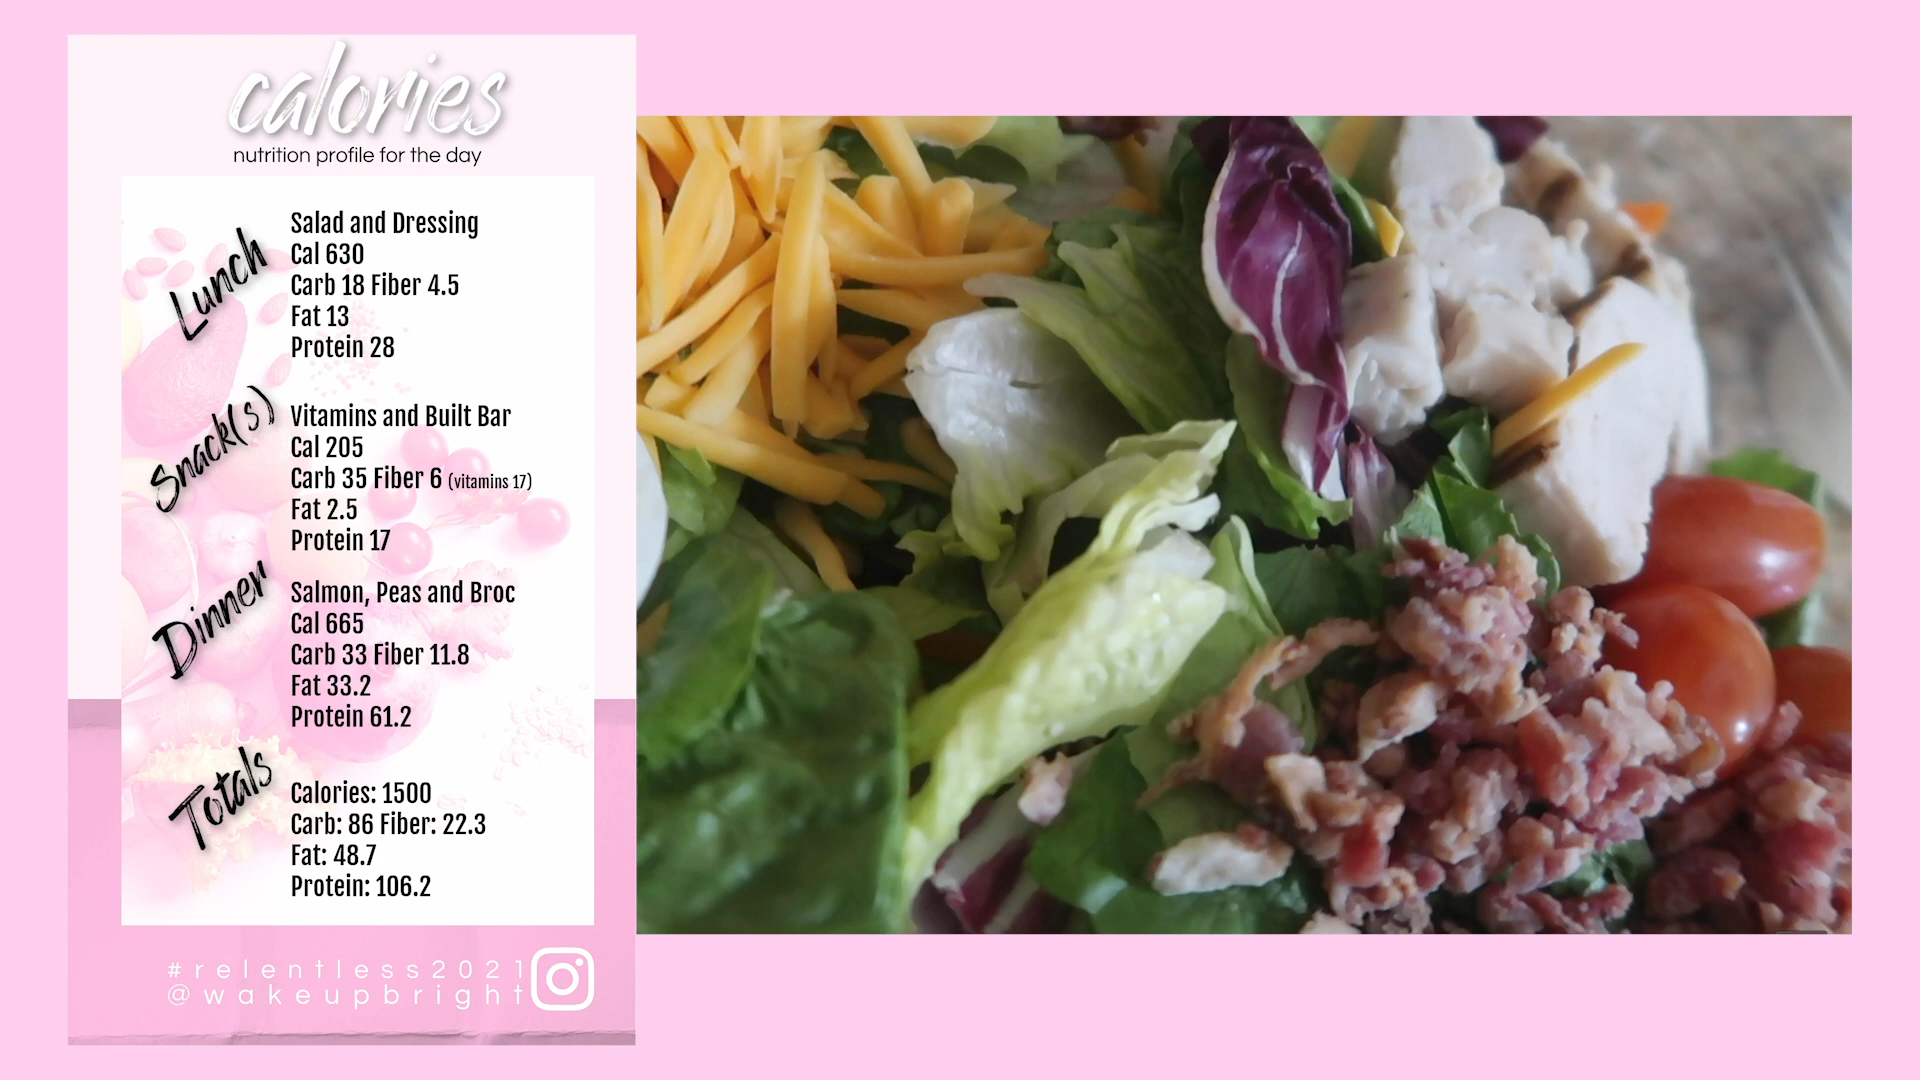 calories
nutrition profile for the day
Lunch
Salad and Dressing
Cal 630
Carb 18 Fiber 4.5
Fat 13
Protein 28
Snack(s)
Vitamins and Built Bar
Cal 205
Carb 35 Fiber 6 (vitamins 17)
Fat 2.5
Protein 17
Dinner
Salmon, Peas and Broc
Cal 665
Carb 33 Fiber 11.8
Fat 33.2
Protein 61.2
Totals
Calories: 1500
Carb: 86 Fiber: 22.3
Fat: 48.7
Protein: 106.2
#relentless2021
@wakeupbright